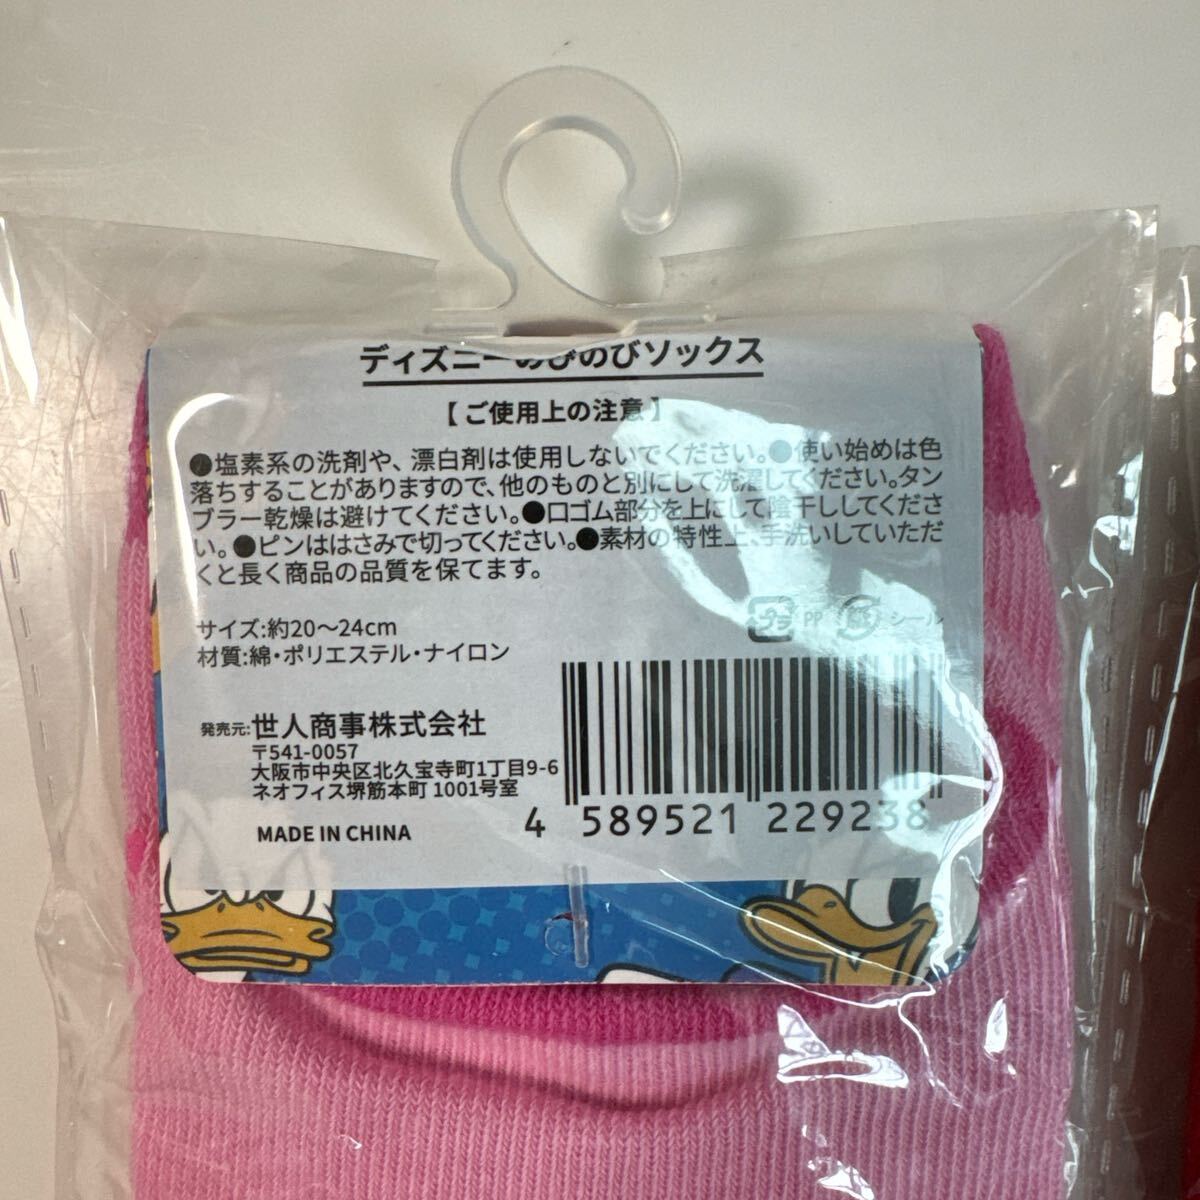 ディズニーのびのびソックス
【ご使用上の注意】
●塩素系の洗剤や、漂白剤は使用しないでください。●使い始めは色
落ちすることがありますので、他のものと別にして洗濯してください。タン
ブラー乾燥は避けてください。●口ゴム部分を上にして陰干ししてくださ
い。●ピンははさみで切ってください。●素材の特性上、手洗いしていただ
くと長く商品の品質を保てます。
サイズ:約20〜24cm
材質:綿・ポリエステル・ナイロン
プラ PP シール
発売元:世人商事株式会社
〒541-0057
大阪市中央区北久宝寺町1丁目9-6
ネオフィス堺筋本町 1001号室
MADE IN CHINA
4 589521 229238